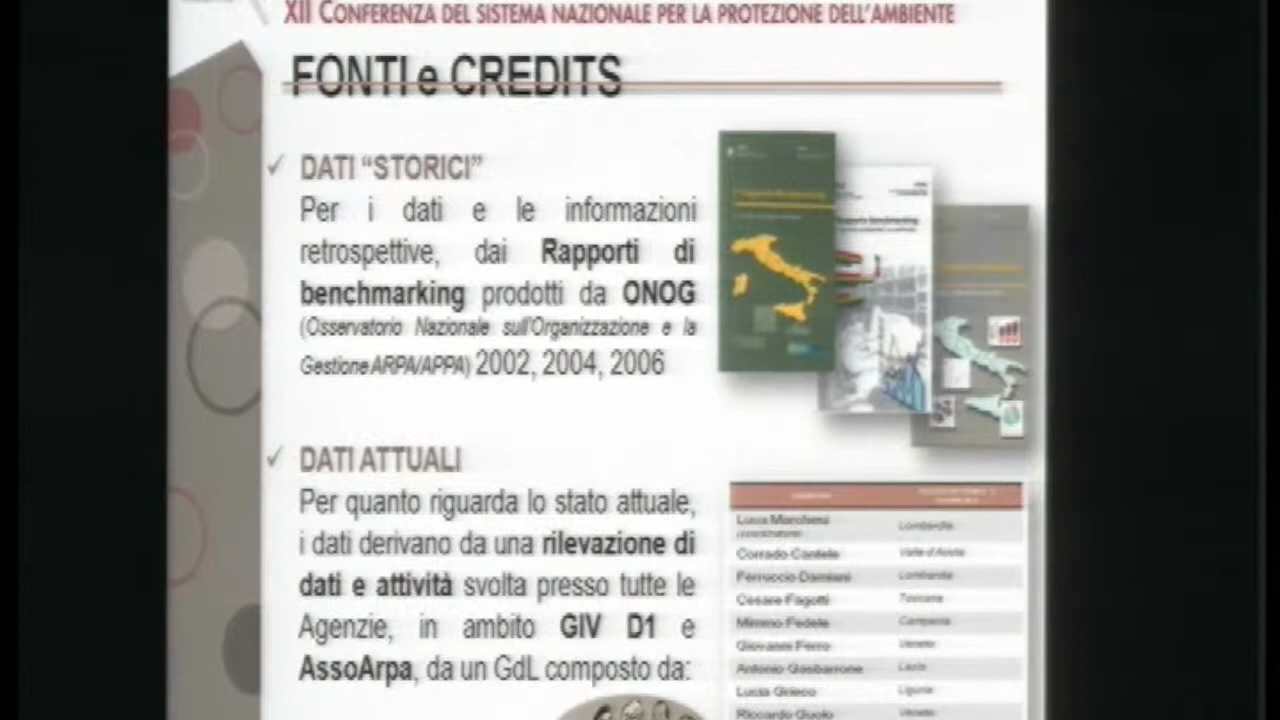 XII CONFERENZA DEL SISTEMA NAZIONALE PER LA PROTEZIONE DELL'AMBIENTE
FONTI e CREDITS
✓ DATI “STORICI”
Per i dati e le informazioni
retrospettive, dai Rapporti di
benchmarking prodotti da ONOG
(Osservatorio Nazionale sull'Organizzazione e la
Gestione ARPA/APPA) 2002, 2004, 2006
✓ DATI ATTUALI
Per quanto riguarda lo stato attuale,
i dati derivano da una rilevazione di
dati e attività svolta presso tutte le
Agenzie, in ambito GIV D1 e
AssoArpa, da un GdL composto da:
Luca Marchesi Lombardia
(coordinatore)
Corrado Cantele Valle d'Aosta
Ferruccio Damiani Lombardia
Cesare Fagotti Toscana
Mimmo Fedele Campania
Giovanni Ferro Veneto
Antonio Gasbarrone Lazio
Lucia Grieco Liguria
Riccardo Guolo Veneto